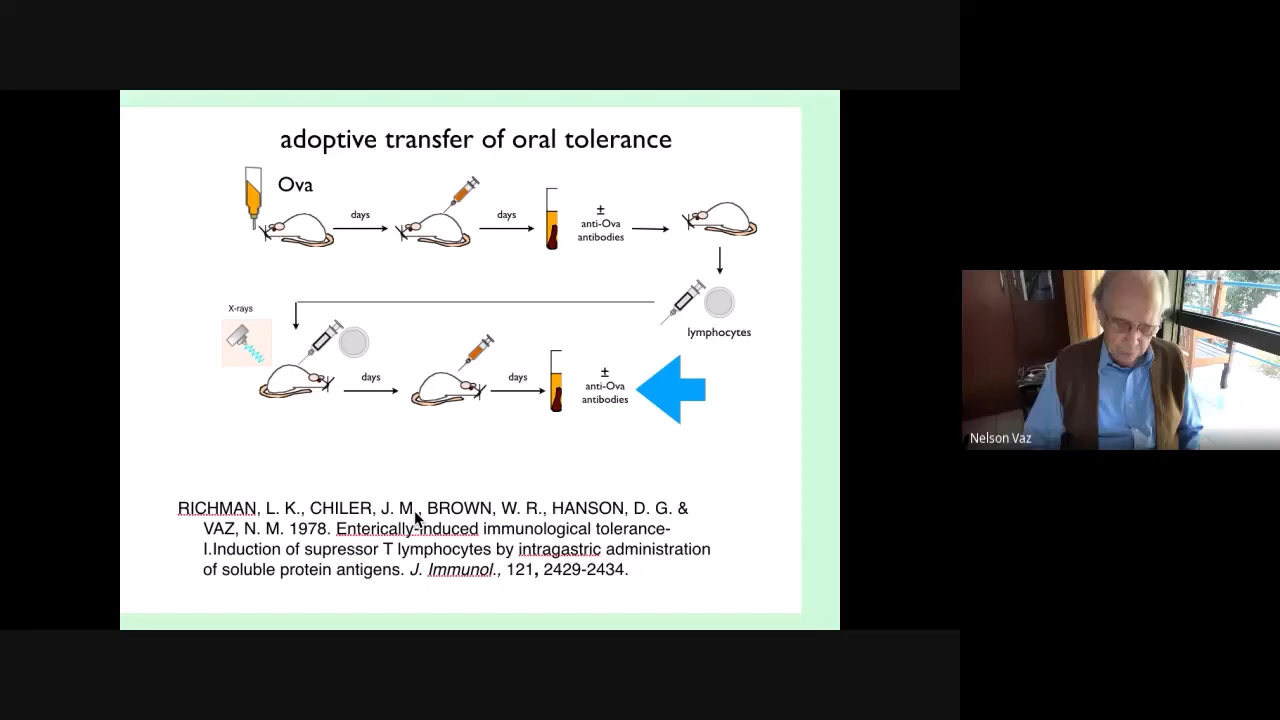 adoptive transfer of oral tolerance
Ova
days
days
±
anti-Ova
antibodies
X-rays
lymphocytes
days
days
±
anti-Ova
antibodies
Nelson Vaz
RICHMAN, L. K., CHILER, J. M., BROWN, W. R., HANSON, D. G. &
VAZ, N. M. 1978. Enterically-induced immunological tolerance-
I.Induction of supressor T lymphocytes by intragastric administration
of soluble protein antigens. J. Immunol., 121, 2429-2434.